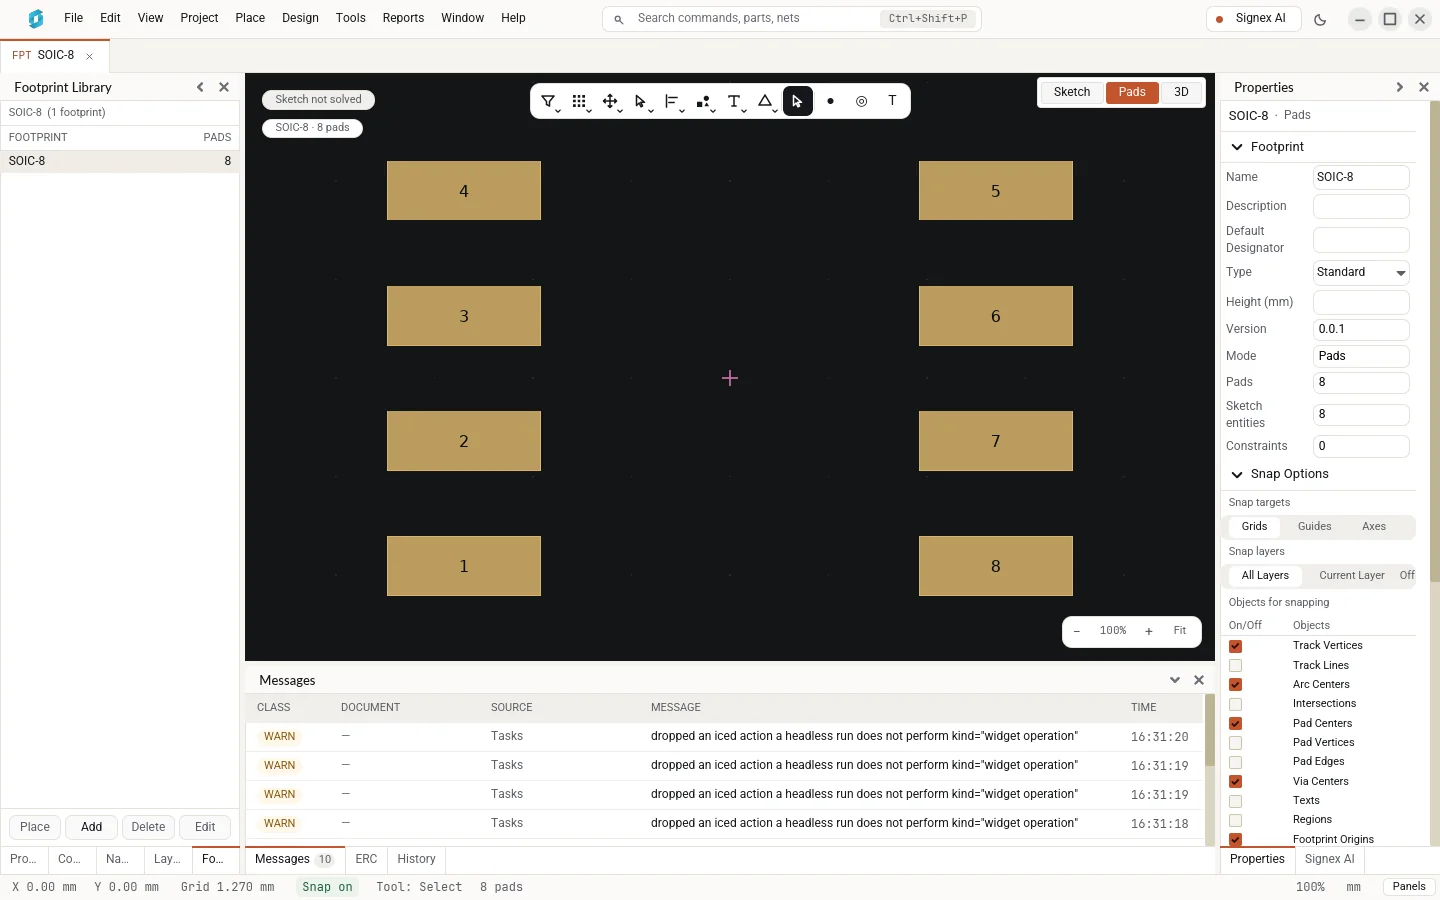 File Edit View Project Place Design Tools Reports Window Help
Search commands, parts, nets Ctrl+Shift+P
Signex AI
FPT SOIC-8
Footprint Library
SOIC-8 (1 footprint)
FOOTPRINT PADS
SOIC-8 8
Place Add Delete Edit
Pro... Co... Na... Lay... Fo...
Sketch not solved
SOIC-8 · 8 pads
T
Sketch Pads 3D
4 5
3 6
2 7
1 8
− 100% + Fit
Messages
CLASS DOCUMENT SOURCE MESSAGE TIME
WARN — Tasks dropped an iced action a headless run does not perform kind="widget operation" 16:31:20
WARN — Tasks dropped an iced action a headless run does not perform kind="widget operation" 16:31:19
WARN — Tasks dropped an iced action a headless run does not perform kind="widget operation" 16:31:19
WARN — Tasks dropped an iced action a headless run does not perform kind="widget operation" 16:31:18
Messages 10 ERC History
Properties
SOIC-8 · Pads
Footprint
Name SOIC-8
Description
Default
Designator
Type Standard
Height (mm)
Version 0.0.1
Mode Pads
Pads 8
Sketch
entities 8
Constraints 0
Snap Options
Snap targets
Grids Guides Axes
Snap layers
All Layers Current Layer Off
Objects for snapping
On/Off Objects
Track Vertices
Track Lines
Arc Centers
Intersections
Pad Centers
Pad Vertices
Pad Edges
Via Centers
Texts
Regions
Footprint Origins
Properties Signex AI
X 0.00 mm Y 0.00 mm Grid 1.270 mm Snap on Tool: Select 8 pads 100% mm Panels